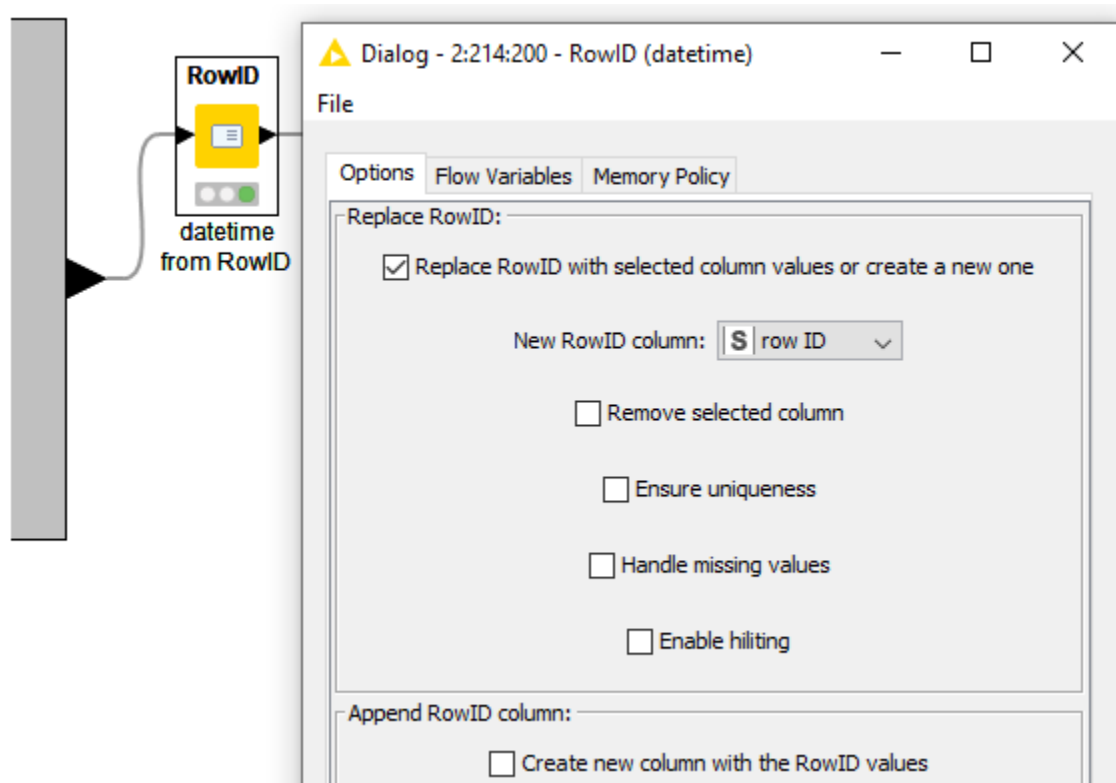 RowID
datetime
from RowID
Dialog - 2:214:200 - RowID (datetime)
File
Options Flow Variables Memory Policy
Replace RowID:
Replace RowID with selected column values or create a new one
New RowID column: S row ID
Remove selected column
Ensure uniqueness
Handle missing values
Enable hiliting
Append RowID column:
Create new column with the RowID values